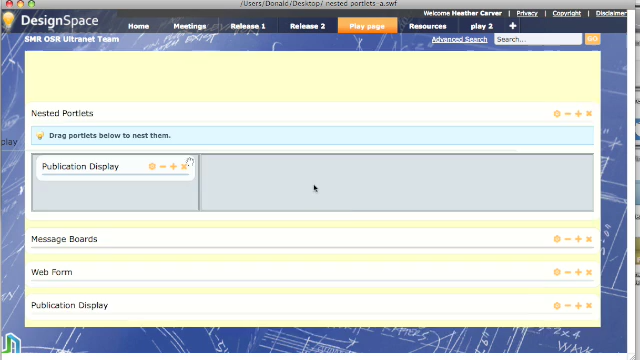 /Users/Donald/Desktop/ nested portlets-a.swf
Welcome Heather Carver | Privacy | Copyright | Disclaimer
DesignSpace
Home Meetings Release 1 Release 2 Play page Resources play 2
SMR OSR Ultranet Team
Advanced Search Search... GO
Nested Portlets
Drag portlets below to nest them.
play
Publication Display
Message Boards
Web Form
Publication Display